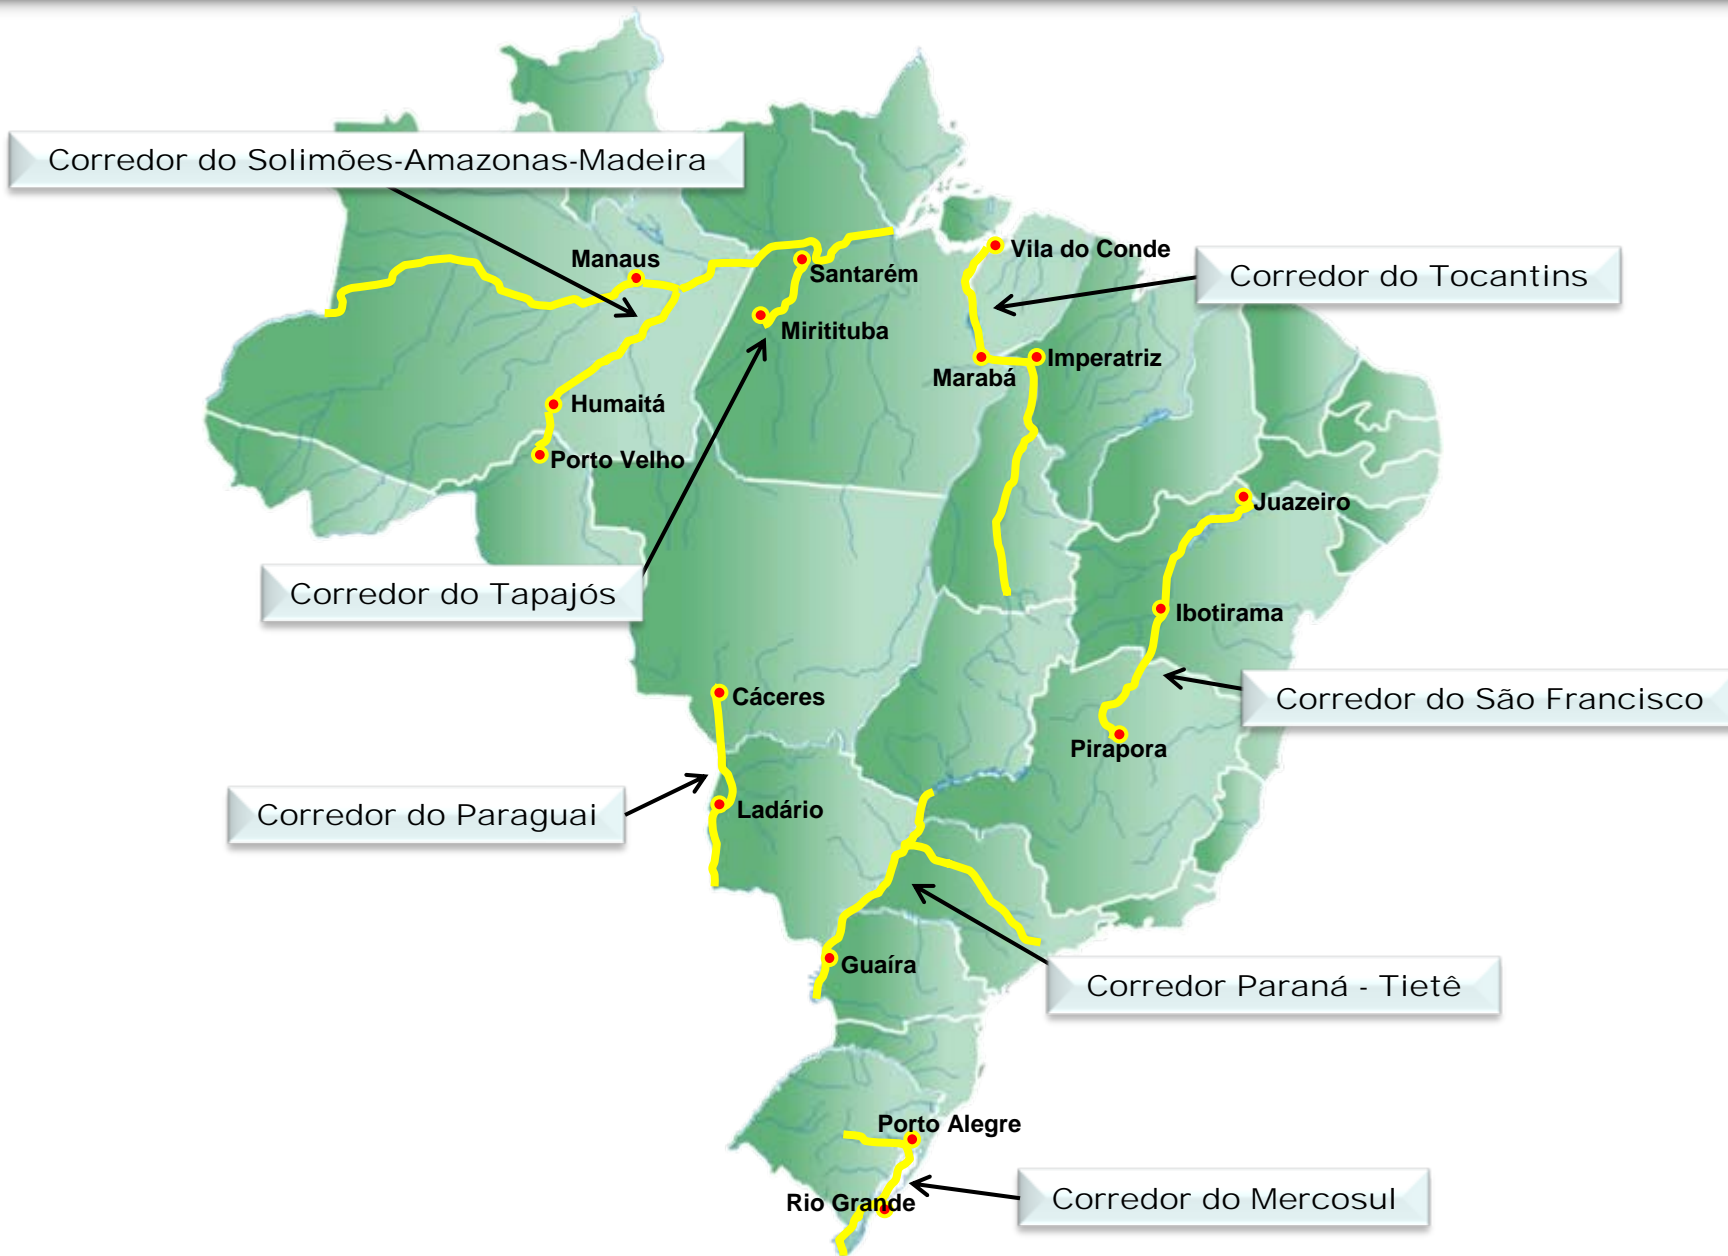 Corredor do Solimões-Amazonas-Madeira
Manaus
Santarém
Vila do Conde
Corredor do Tocantins
Miritituba
Marabá
Imperatriz
Humaitá
Porto Velho
Juazeiro
Corredor do Tapajós
Ibotirama
Cáceres
Corredor do São Francisco
Pirapora
Corredor do Paraguai
Ladário
Guaíra
Corredor Paraná - Tietê
Porto Alegre
Rio Grande
Corredor do Mercosul